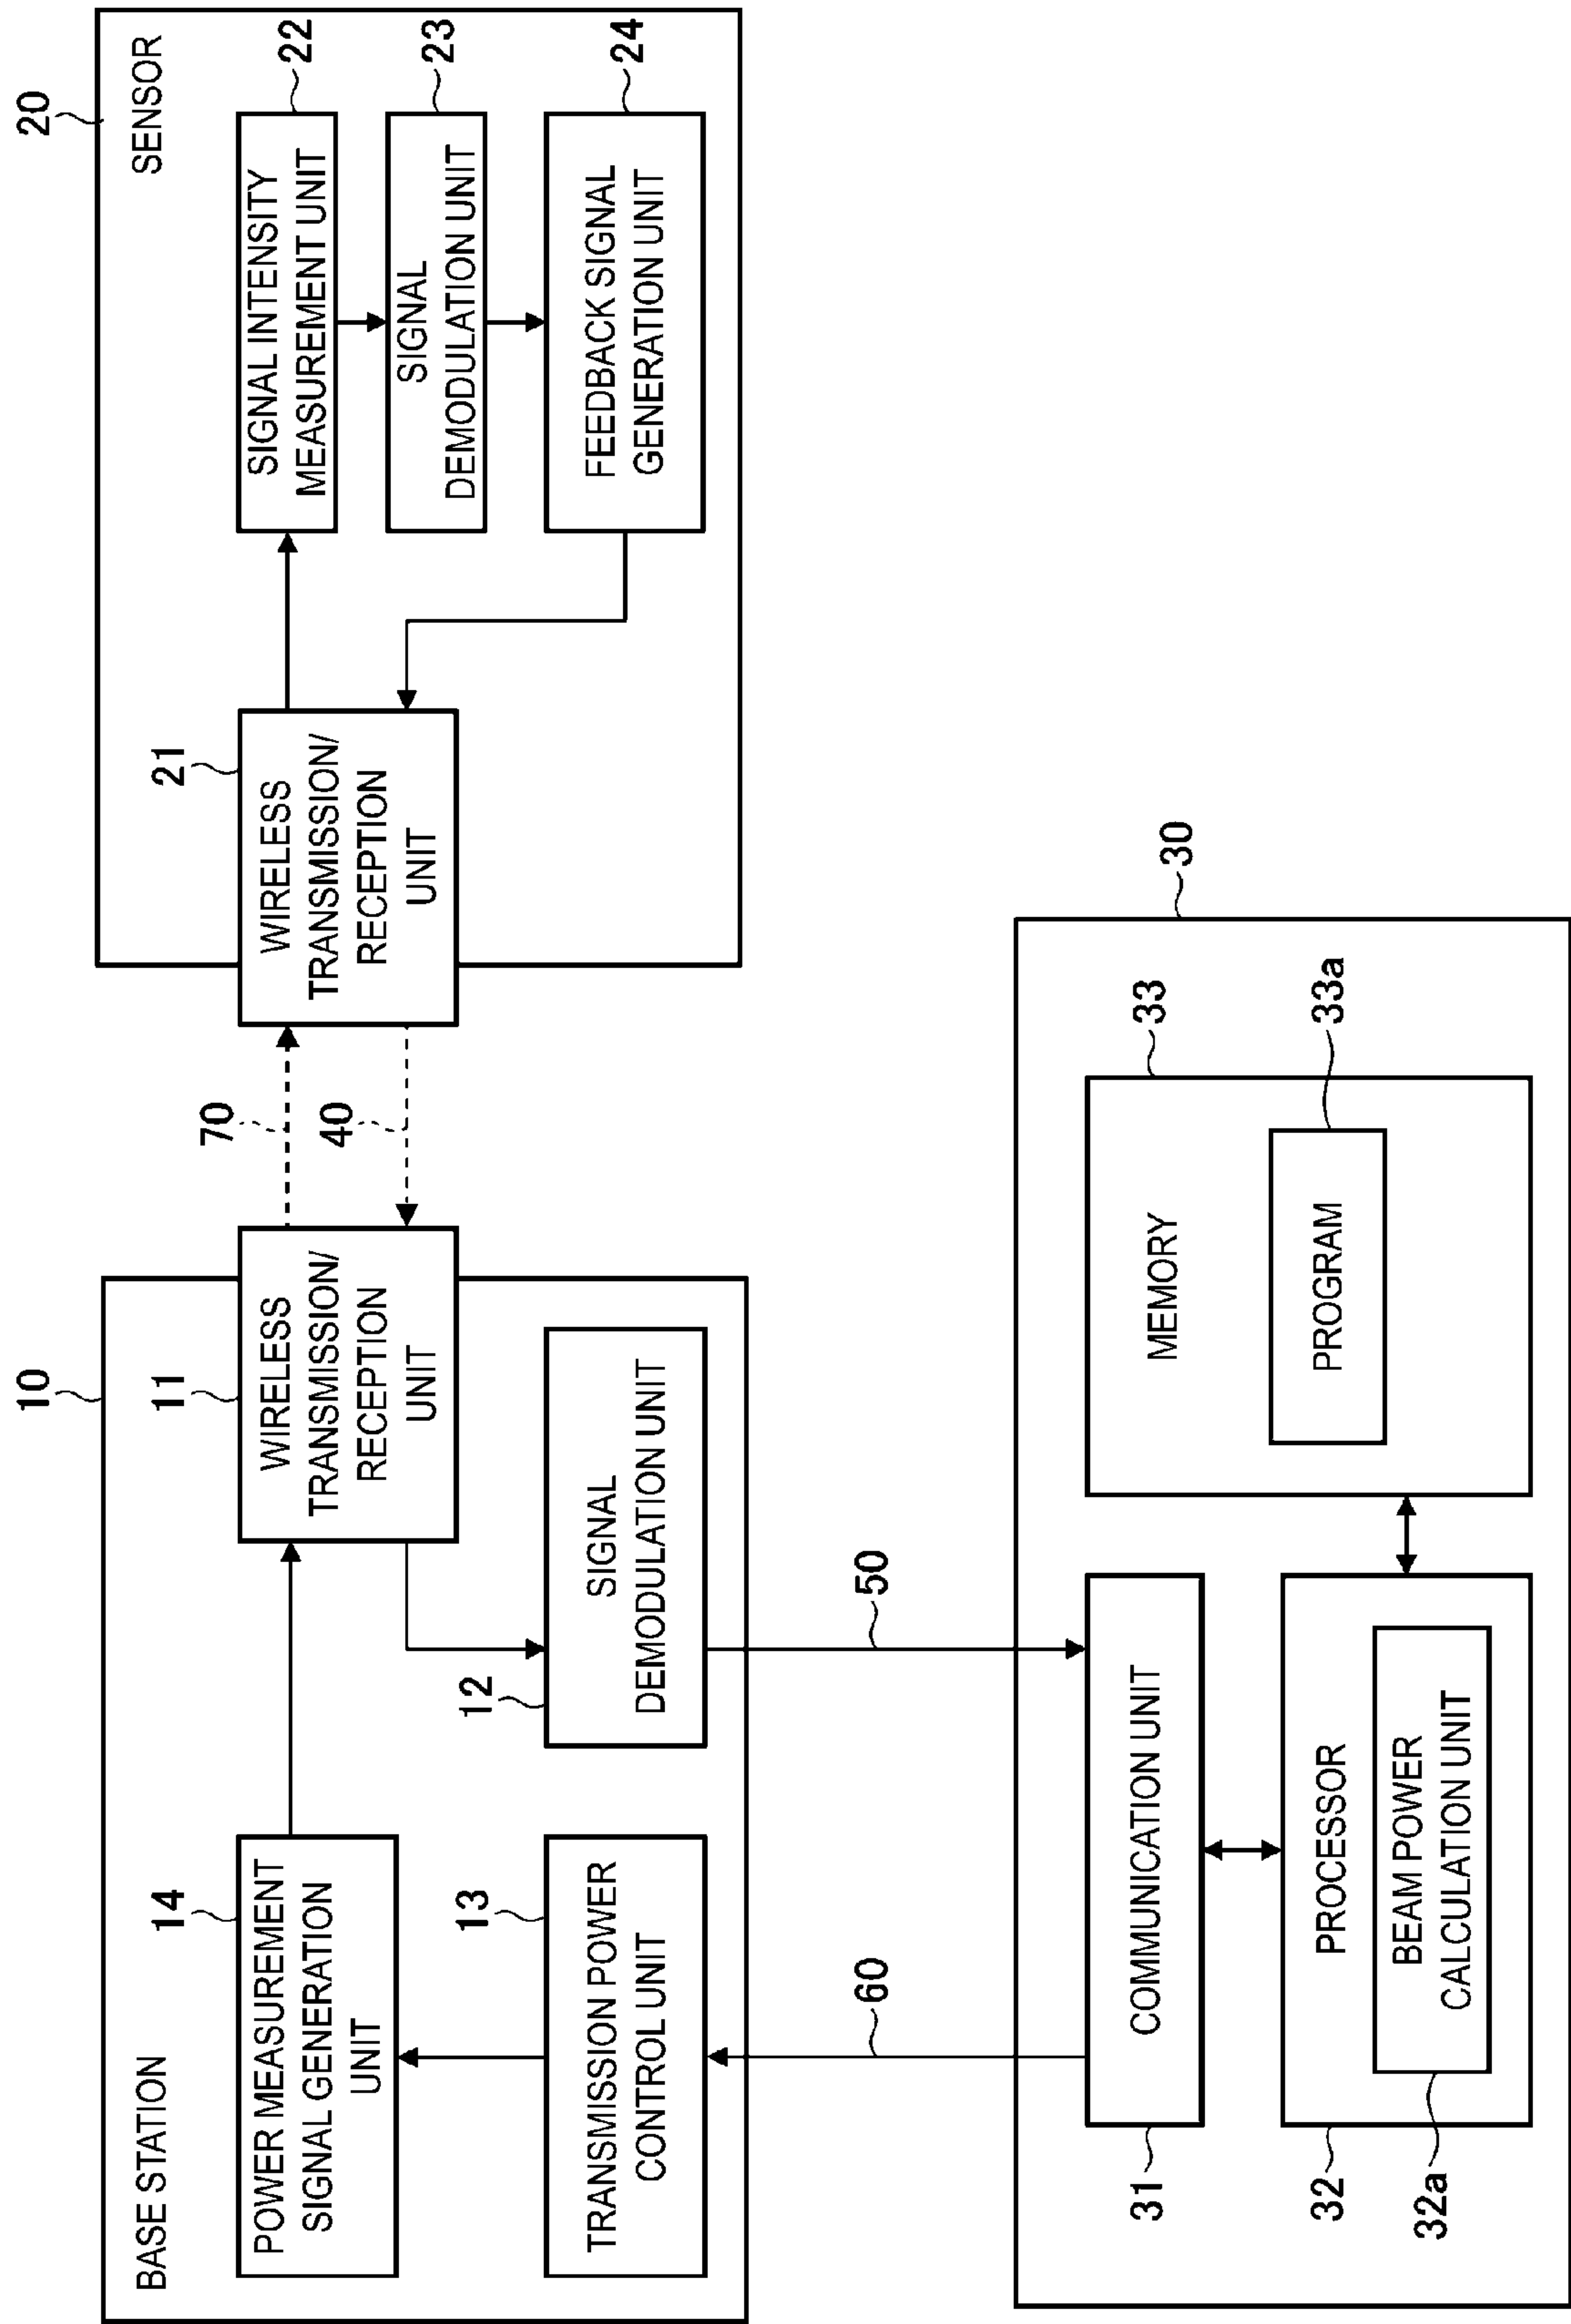 10
BASE STATION
14
POWER MEASUREMENT
SIGNAL GENERATION
UNIT
11
WIRELESS
TRANSMISSION/
RECEPTION
UNIT
13
TRANSMISSION POWER
CONTROL UNIT
12
SIGNAL
DEMODULATION UNIT
70
40
20
SENSOR
21
WIRELESS
TRANSMISSION/
RECEPTION
UNIT
SIGNAL INTENSITY
MEASUREMENT UNIT
22
SIGNAL
DEMODULATION UNIT
23
FEEDBACK SIGNAL
GENERATION UNIT
24
60
50
30
31
COMMUNICATION UNIT
32
PROCESSOR
32a
BEAM POWER
CALCULATION UNIT
33
MEMORY
33a
PROGRAM